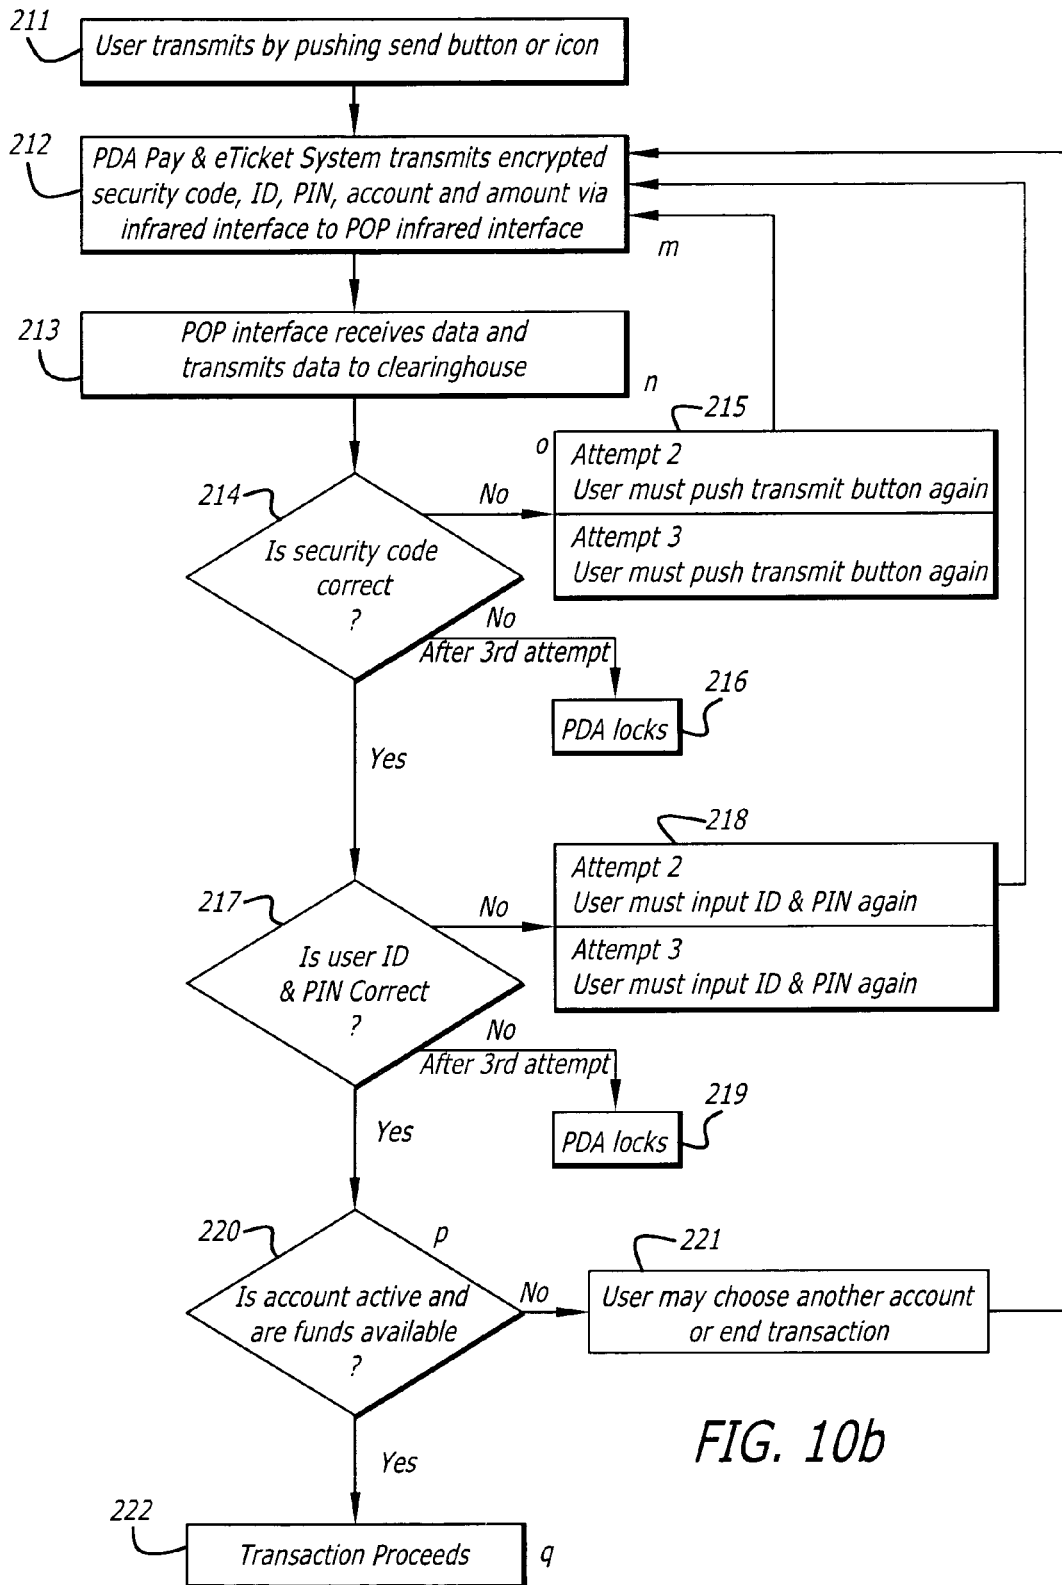 211
User transmits by pushing send button or icon
212
PDA Pay & eTicket System transmits encrypted
security code, ID, PIN, account and amount via
infrared interface to POP infrared interface
m
213
POP interface receives data and
transmits data to clearinghouse
n
215
o
Attempt 2
User must push transmit button again
Attempt 3
User must push transmit button again
214
No
Is security code
correct
?
No
After 3rd attempt
216
PDA locks
Yes
218
Attempt 2
User must input ID & PIN again
Attempt 3
User must input ID & PIN again
217
No
Is user ID
& PIN Correct
?
No
After 3rd attempt
219
PDA locks
Yes
220
p
221
Is account active and
are funds available
?
No
User may choose another account
or end transaction
FIG. 10b
Yes
222
Transaction Proceeds
q